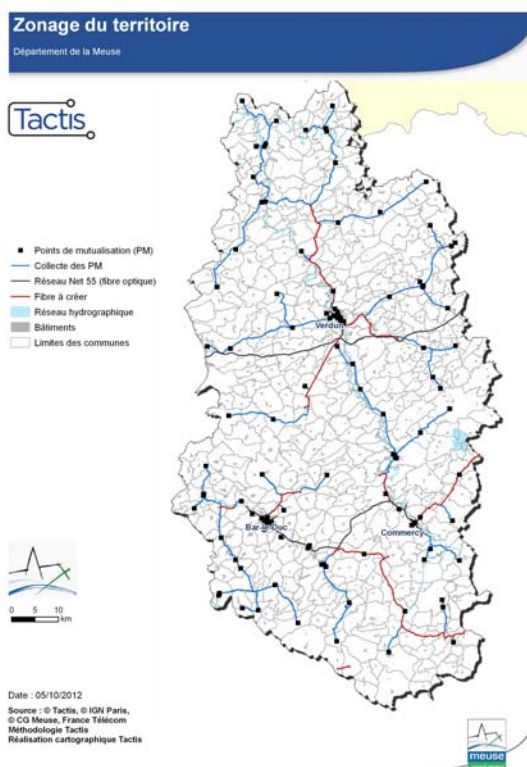 Zonage du territoire
Département de la Meuse
Tactis
Points de mutualisation (PM)
Collecte des PM
Réseau Net 55 (fibre optique)
Fibre à créer
Réseau hydrographique
Bâtiments
Limites des communes
Verdun
Bar-le-Duc
Commercy
0 5 10
km
Date : 05/10/2012
Source : © Tactis, © IGN Paris,
© CG Meuse, France Télécom
Méthodologie Tactis
Réalisation cartographique Tactis
meuse